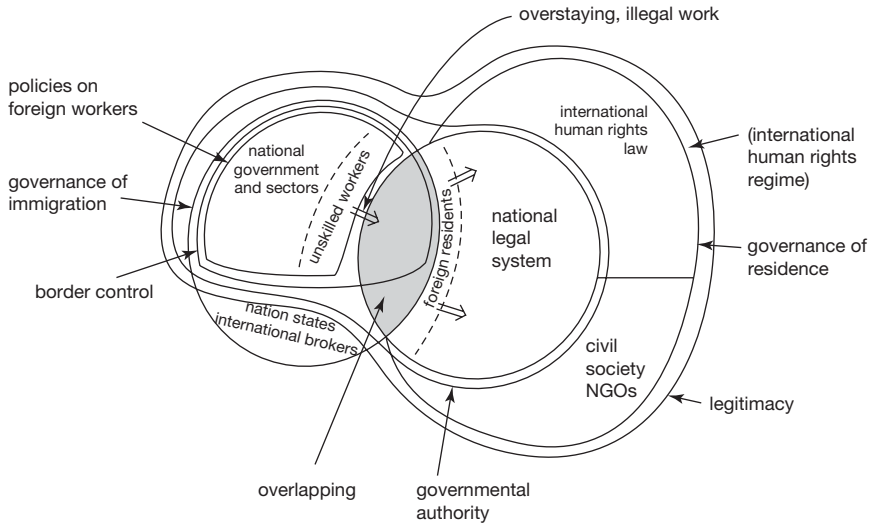 overstaying, illegal work
policies on
foreign workers
international
human rights
law
(international
human rights
regime)
national
government
and sectors
unskilled workers
governance of
immigration
foreign residents
national
legal
system
governance of
residence
border control
nation states
international brokers
civil
society
NGOs
legitimacy
overlapping
governmental
authority